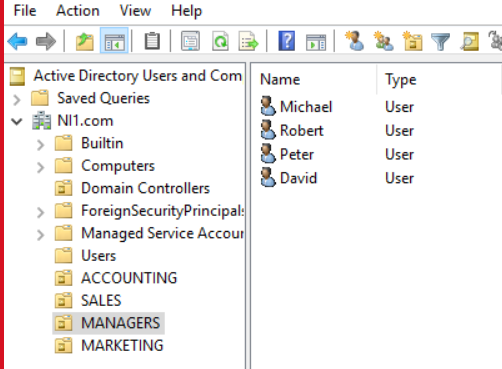 File Action View Help
Active Directory Users and Com
Saved Queries
NI1.com
Builtin
Computers
Domain Controllers
ForeignSecurityPrincipals
Managed Service Accour
Users
ACCOUNTING
SALES
MANAGERS
MARKETING
Name Type
Michael User
Robert User
Peter User
David User